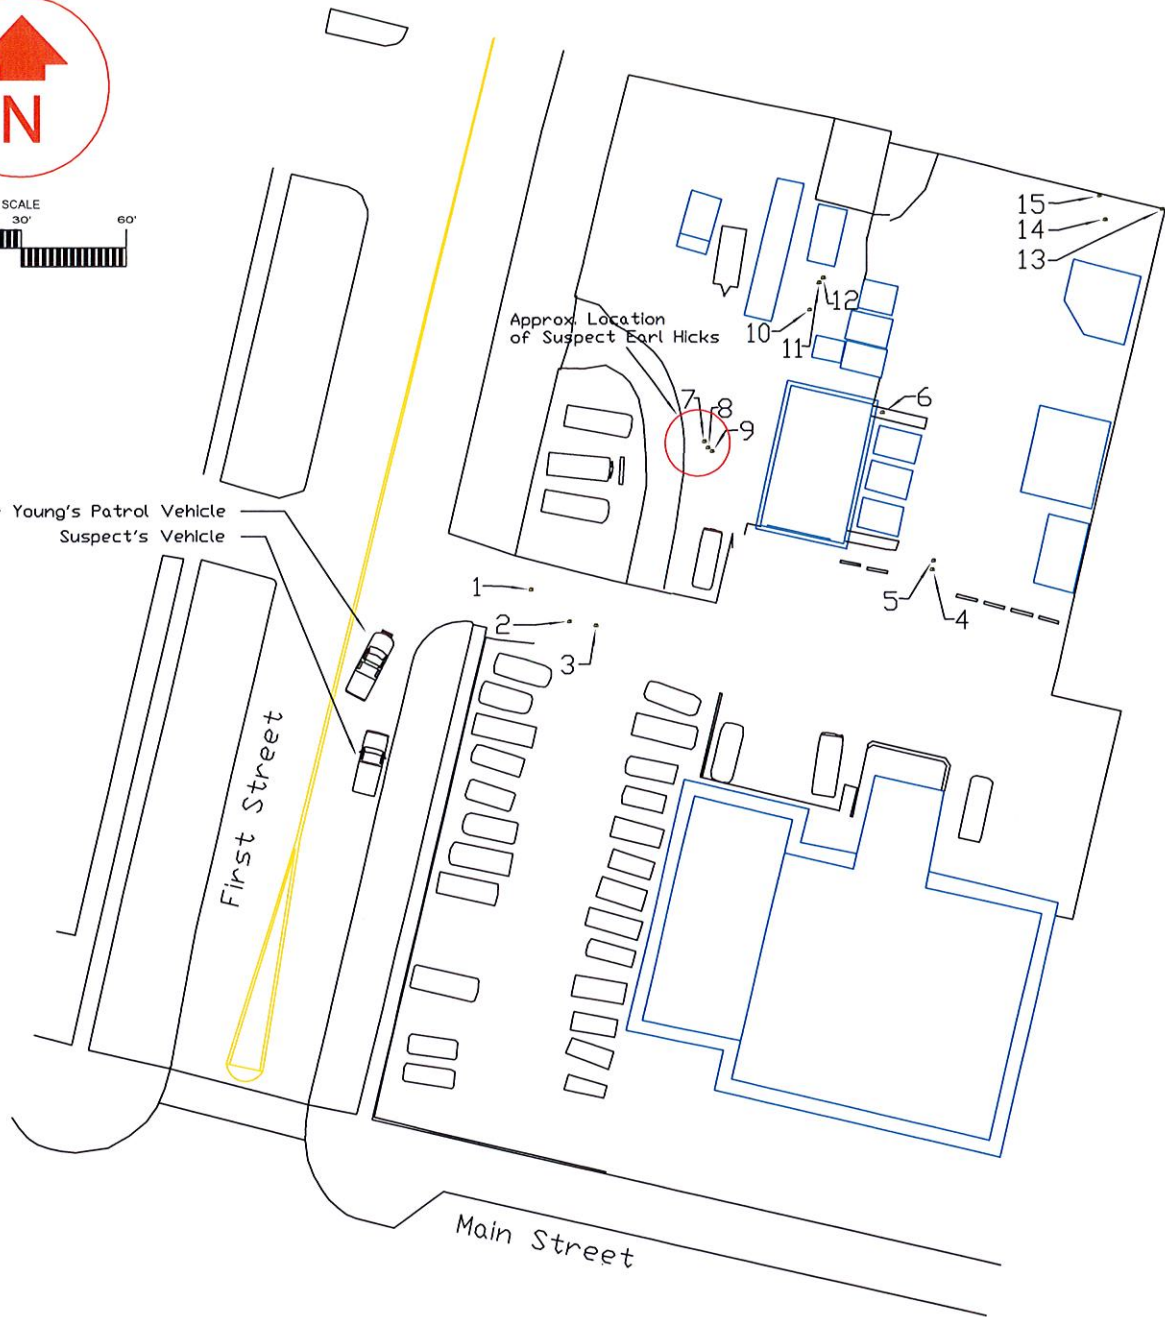 N
SCALE
30' 60'
15
14
13
12
10
11
Approx. Location
of Suspect Earl Hicks
7
8
9
6
Young's Patrol Vehicle
Suspect's Vehicle
1
2
3
5
4
First Street
Main Street